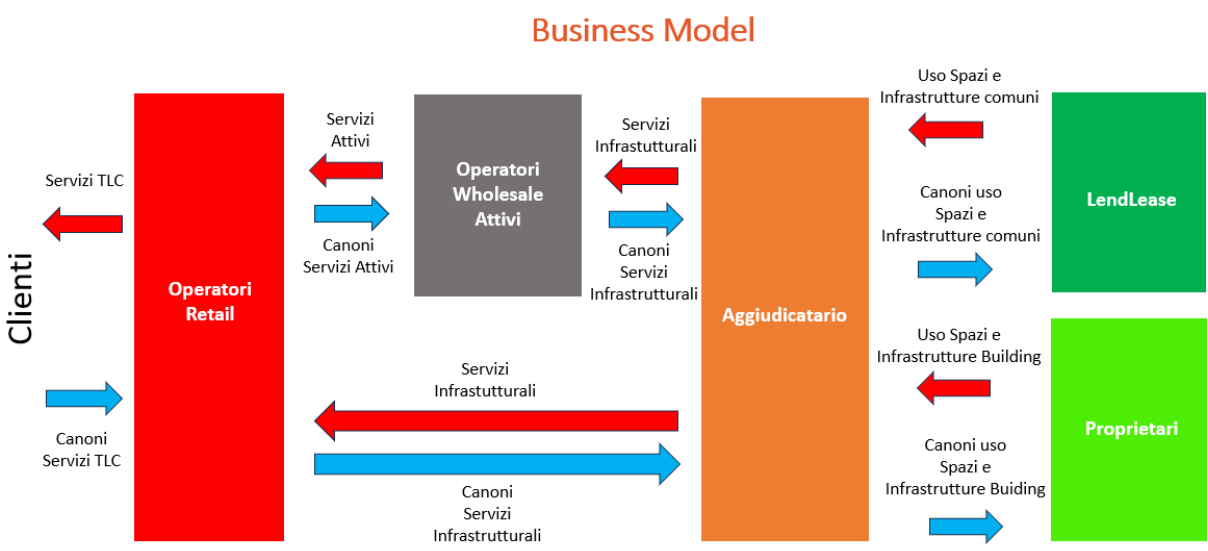 Business Model
Clienti
Servizi TLC
Canoni
Servizi TLC
Operatori
Retail
Servizi
Attivi
Canoni
Servizi Attivi
Operatori
Wholesale
Attivi
Servizi
Infrastutturali
Canoni
Servizi
Infrastrutturali
Servizi
Infrastutturali
Canoni
Servizi
Infrastrutturali
Aggiudicatario
Uso Spazi e
Infrastrutture comuni
Canoni uso
Spazi e
Infrastrutture comuni
LendLease
Uso Spazi e
Infrastrutture Building
Canoni uso
Spazi e
Infrastrutture Buiding
Proprietari